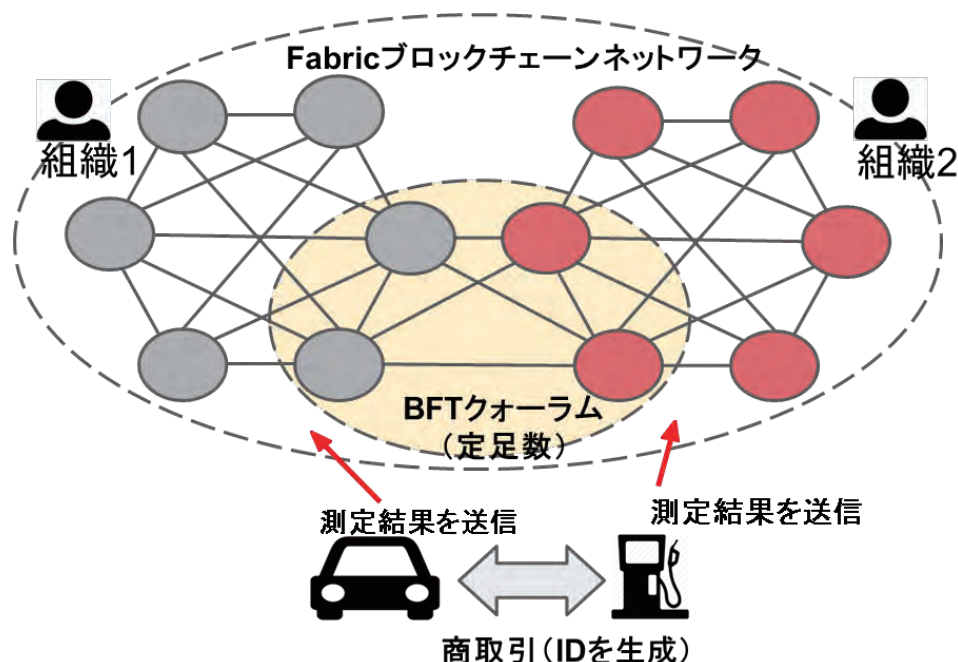 Fabricブロックチェーンネットワータ
組織1
組織2
BFTクォーラム
（定足数）
測定結果を送信
測定結果を送信
商取引（IDを生成）